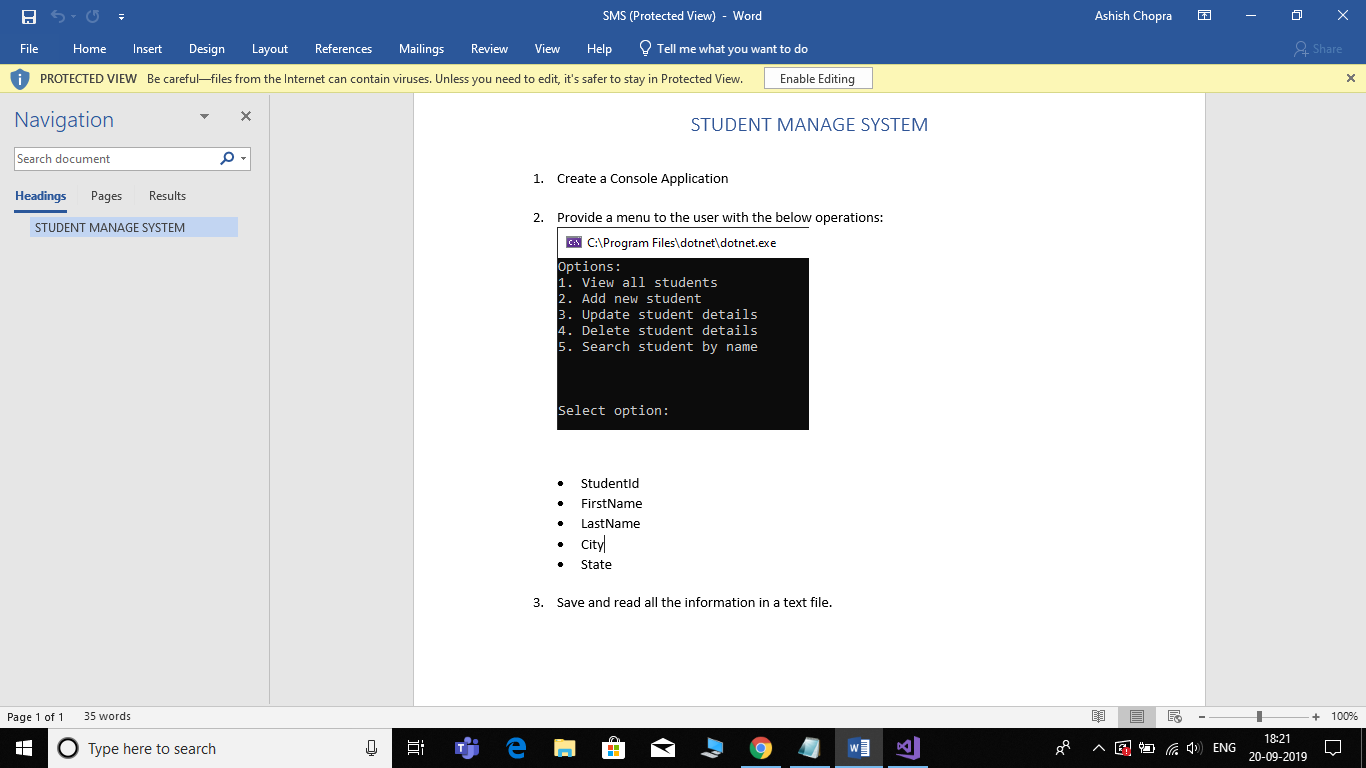 SMS (Protected View) - Word
Ashish Chopra
File Home Insert Design Layout References Mailings Review View Help Tell me what you want to do Share
PROTECTED VIEW Be careful—files from the Internet can contain viruses. Unless you need to edit, it's safer to stay in Protected View. Enable Editing
Navigation
Search document
Headings Pages Results
STUDENT MANAGE SYSTEM
STUDENT MANAGE SYSTEM
1. Create a Console Application
2. Provide a menu to the user with the below operations:
C:\Program Files\dotnet\dotnet.exe
Options:
1. View all students
2. Add new student
3. Update student details
4. Delete student details
5. Search student by name
Select option:
• StudentId
• FirstName
• LastName
• City
• State
3. Save and read all the information in a text file.
Page 1 of 1 35 words
100%
Type here to search
ENG
18:21
20-09-2019